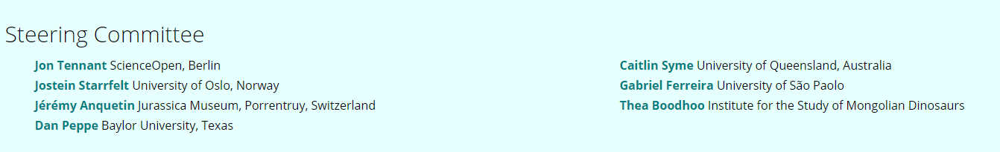 Steering Committee
Jon Tennant ScienceOpen, Berlin
Jostein Starrfelt University of Oslo, Norway
Jérémy Anquetin Jurassica Museum, Porrentruy, Switzerland
Dan Peppe Baylor University, Texas
Caitlin Syme University of Queensland, Australia
Gabriel Ferreira University of São Paolo
Thea Boodhoo Institute for the Study of Mongolian Dinosaurs